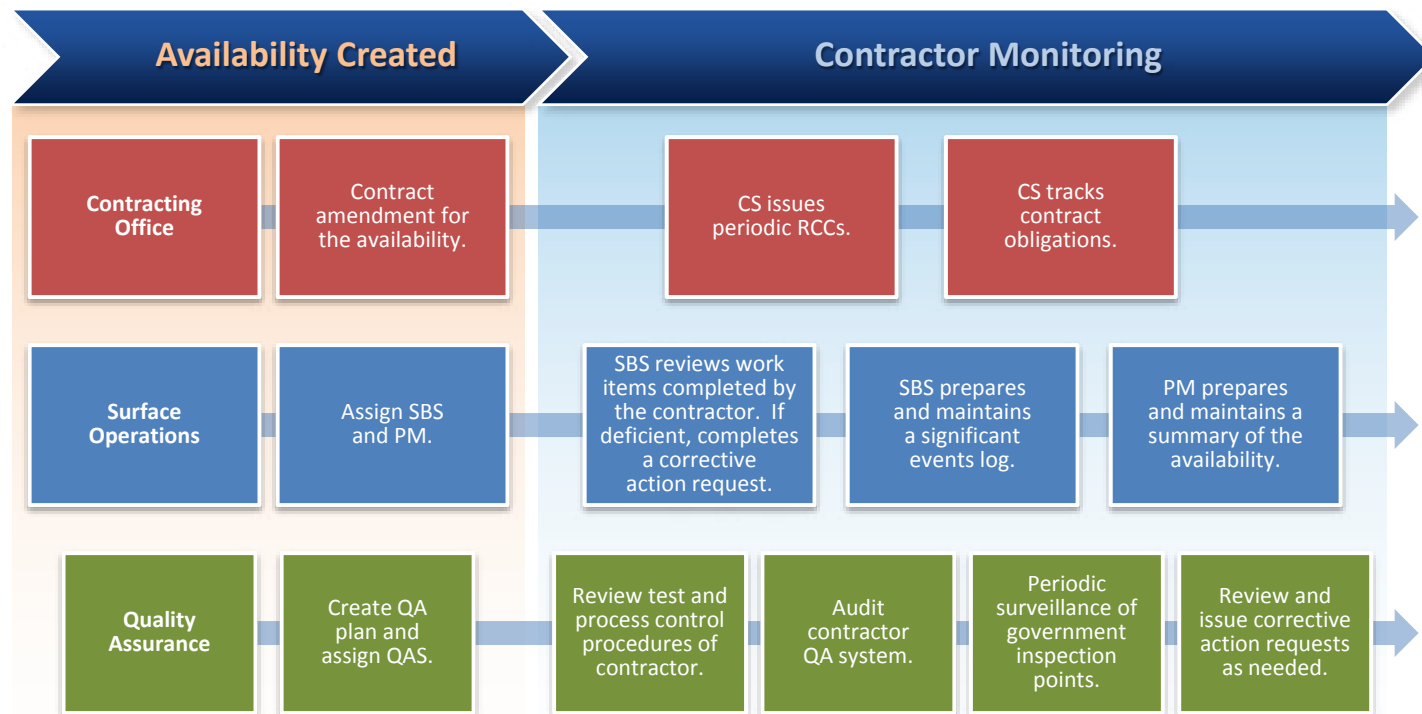 Availability Created
Contractor Monitoring
Contracting
Office
Contract
amendment for
the availability.
CS issues
periodic RCCs.
CS tracks
contract
obligations.
Surface
Operations
Assign SBS
and PM.
SBS reviews work
items completed by
the contractor.  If
deficient, completes
a corrective
action request.
SBS prepares
and maintains
a significant
events log.
PM prepares
and maintains a
summary of the
availability.
Quality
Assurance
Create QA
plan and
assign QAS.
Review test and
process control
procedures of
contractor.
Audit
contractor
QA system.
Periodic
surveillance of
government
inspection
points.
Review and
issue corrective
action requests
as needed.